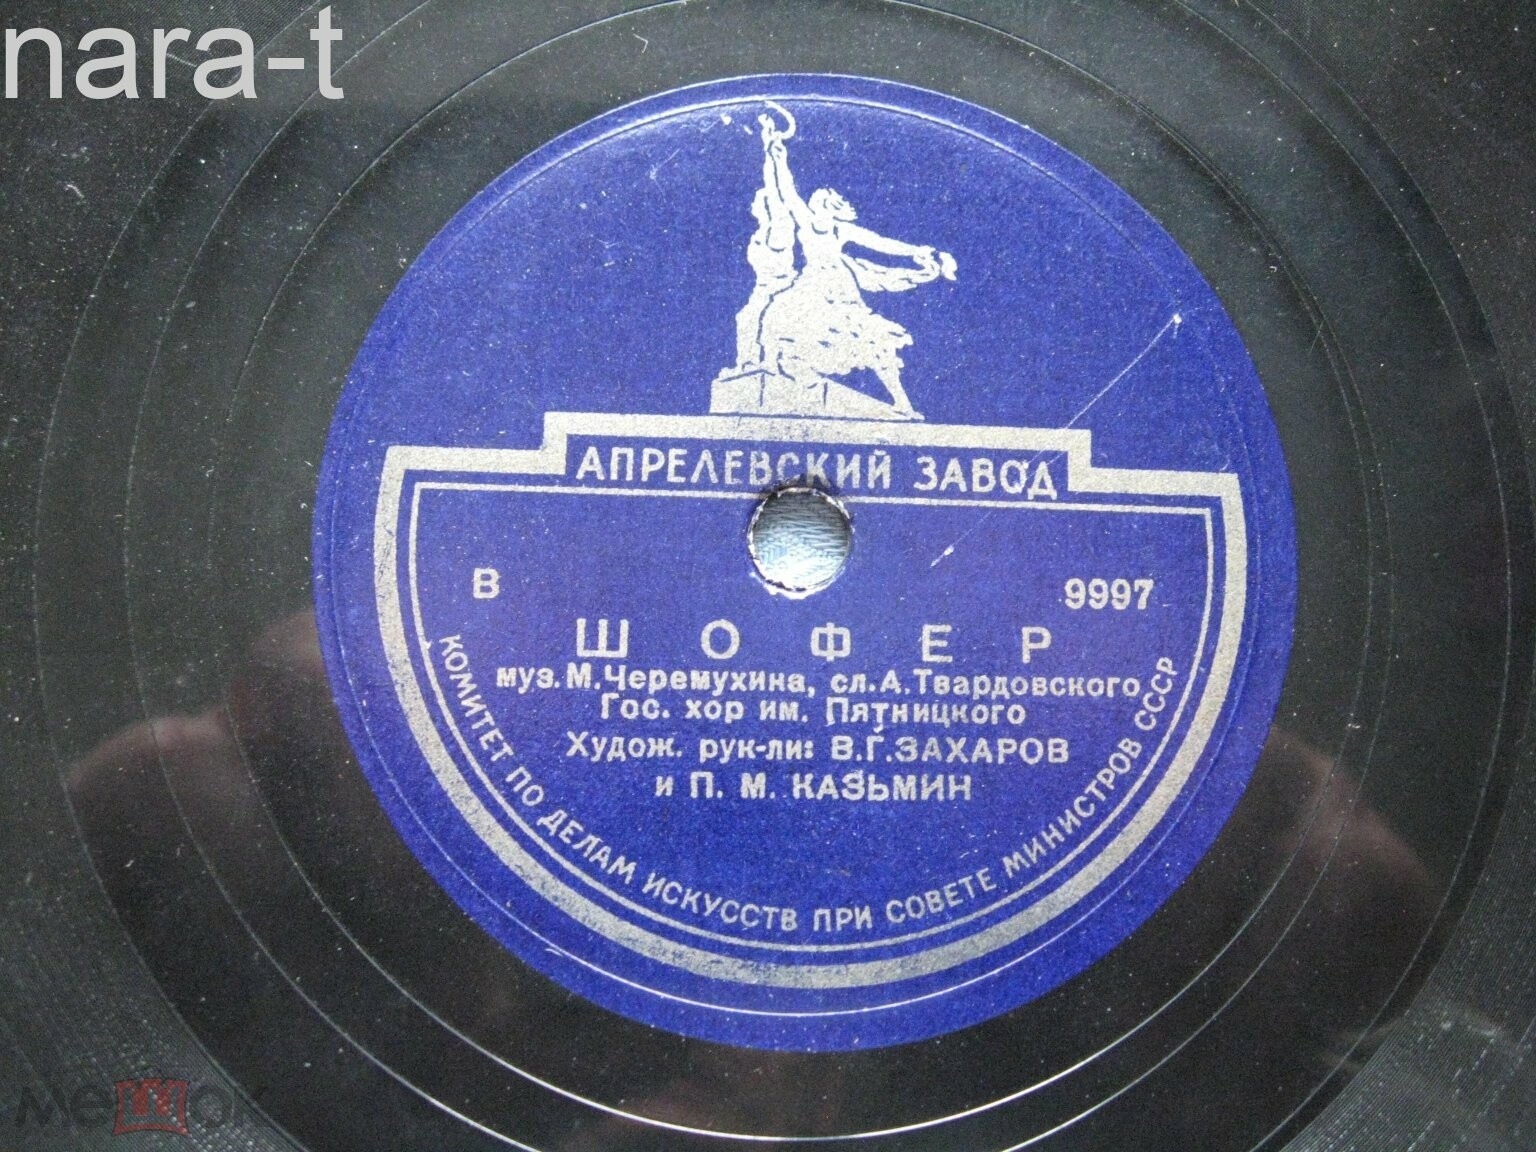 nara-t
АПРЕЛЕВСКИЙ ЗАВОД
В 9997
ШОФЕР
муз. М. Черемухина, сл. А. Твардовского
Гос. хор им. Пятницкого
Худож. рук-ли: В. Г. ЗАХАРОВ
и П. М. КАЗЬМИН
КОМИТЕТ ПО ДЕЛАМ ИСКУССТВ ПРИ СОВЕТЕ МИНИСТРОВ СССР
мешок